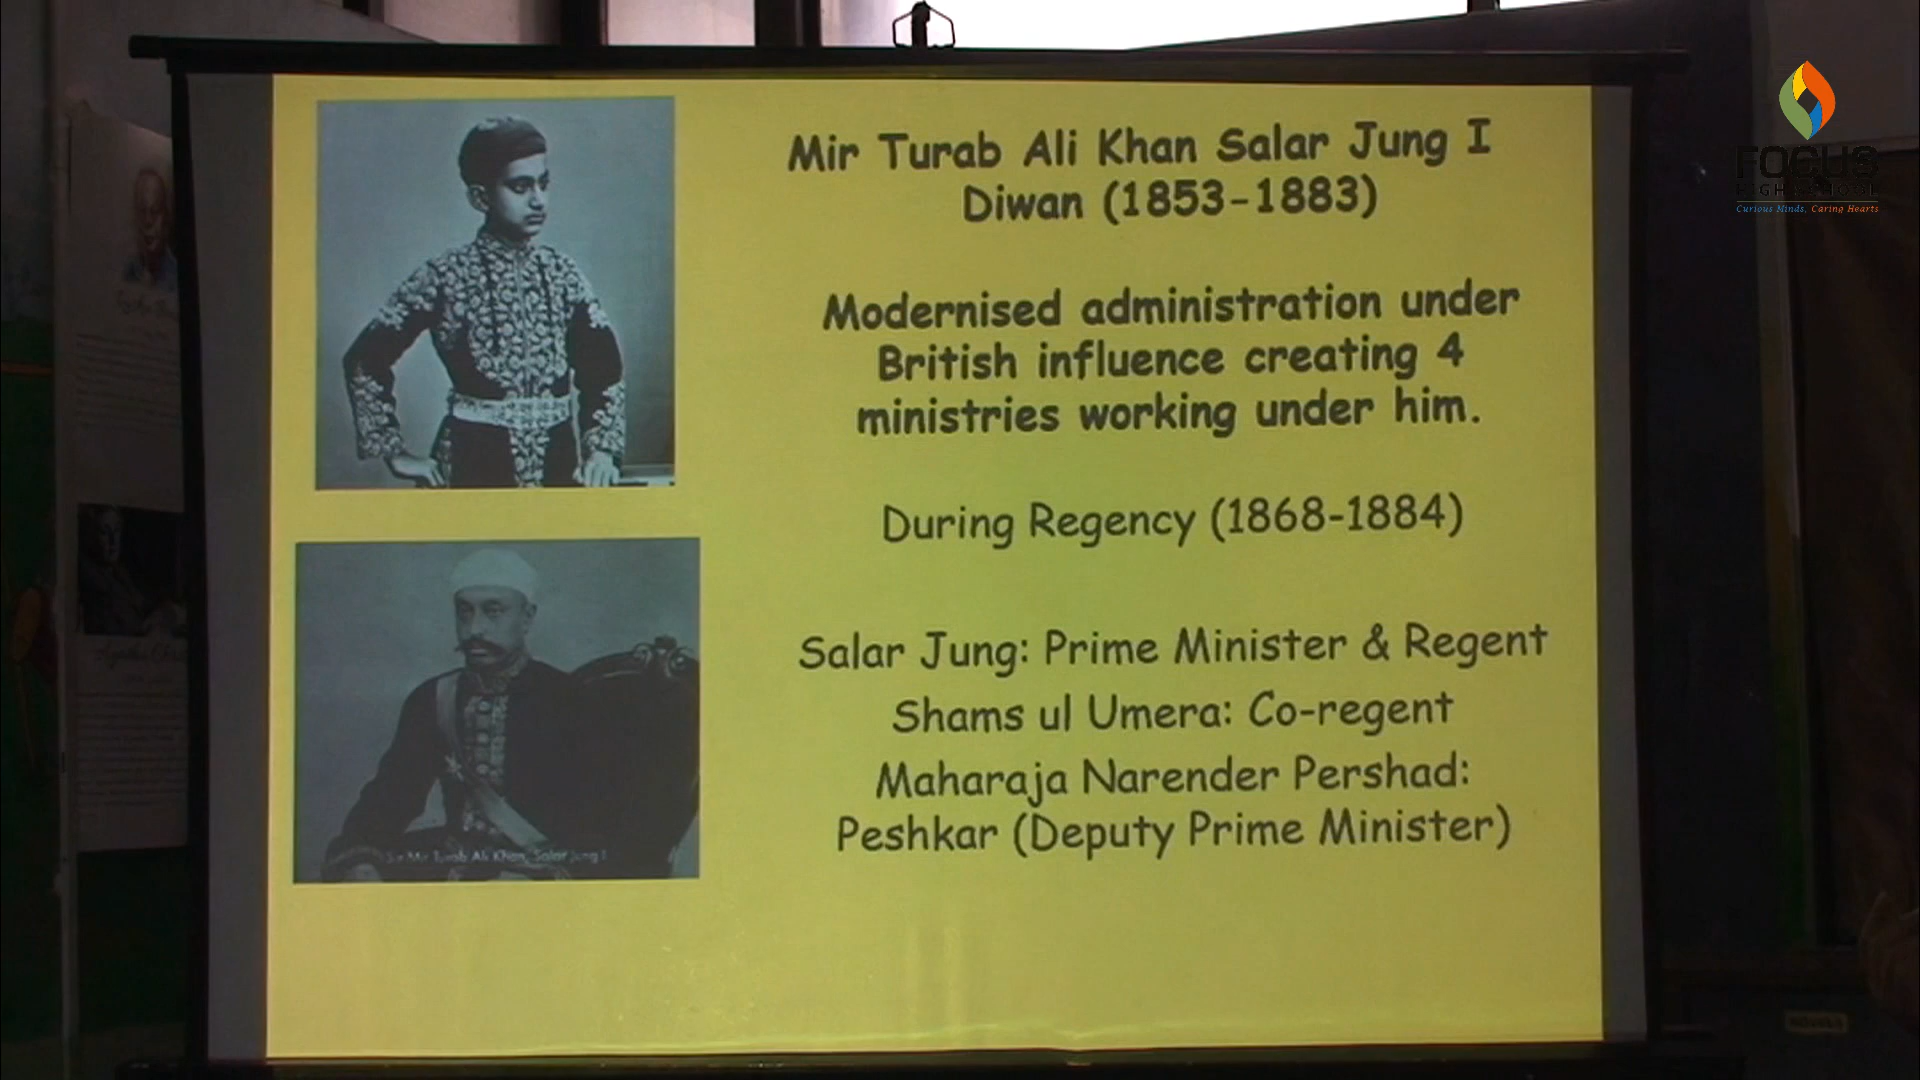 Mir Turab Ali Khan Salar Jung I
Diwan (1853-1883)
Modernised administration under
British influence creating 4
ministries working under him.
During Regency (1868-1884)
Salar Jung: Prime Minister & Regent
Shams ul Umera: Co-regent
Maharaja Narender Pershad:
Peshkar (Deputy Prime Minister)
Sir Mir Turab Ali Khan, Salar Jung I
FOCUS
HIGH SCHOOL
Curious Minds, Caring Hearts